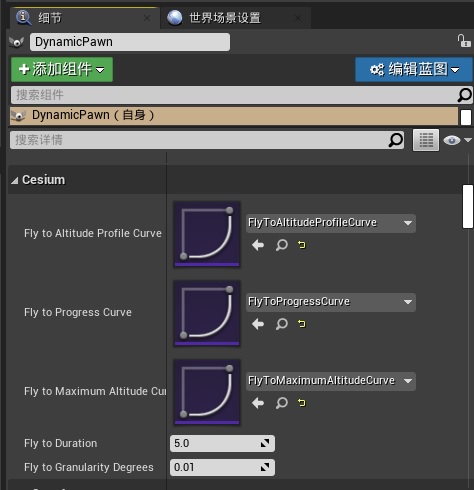 细节
世界场景设置
DynamicPawn
添加组件
编辑蓝图
搜索组件
DynamicPawn（自身）
搜索详情
Cesium
Fly to Altitude Profile Curve
FlyToAltitudeProfileCurve
Fly to Progress Curve
FlyToProgressCurve
Fly to Maximum Altitude Cur
FlyToMaximumAltitudeCurve
Fly to Duration
5.0
Fly to Granularity Degrees
0.01